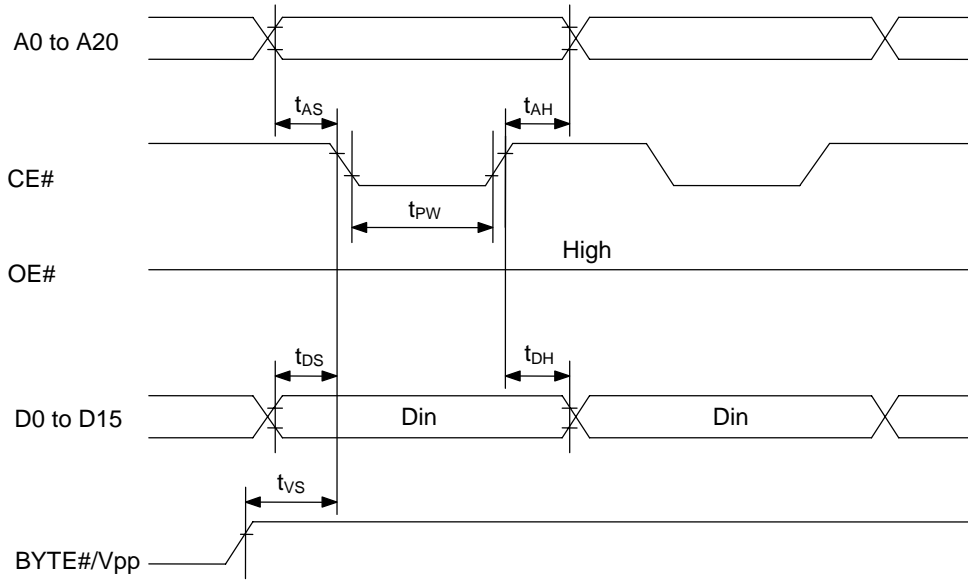 A0 to A20
tAS
tAH
CE#
tPW
High
OE#
tDS
tDH
D0 to D15
Din
Din
tVS
BYTE#/Vpp